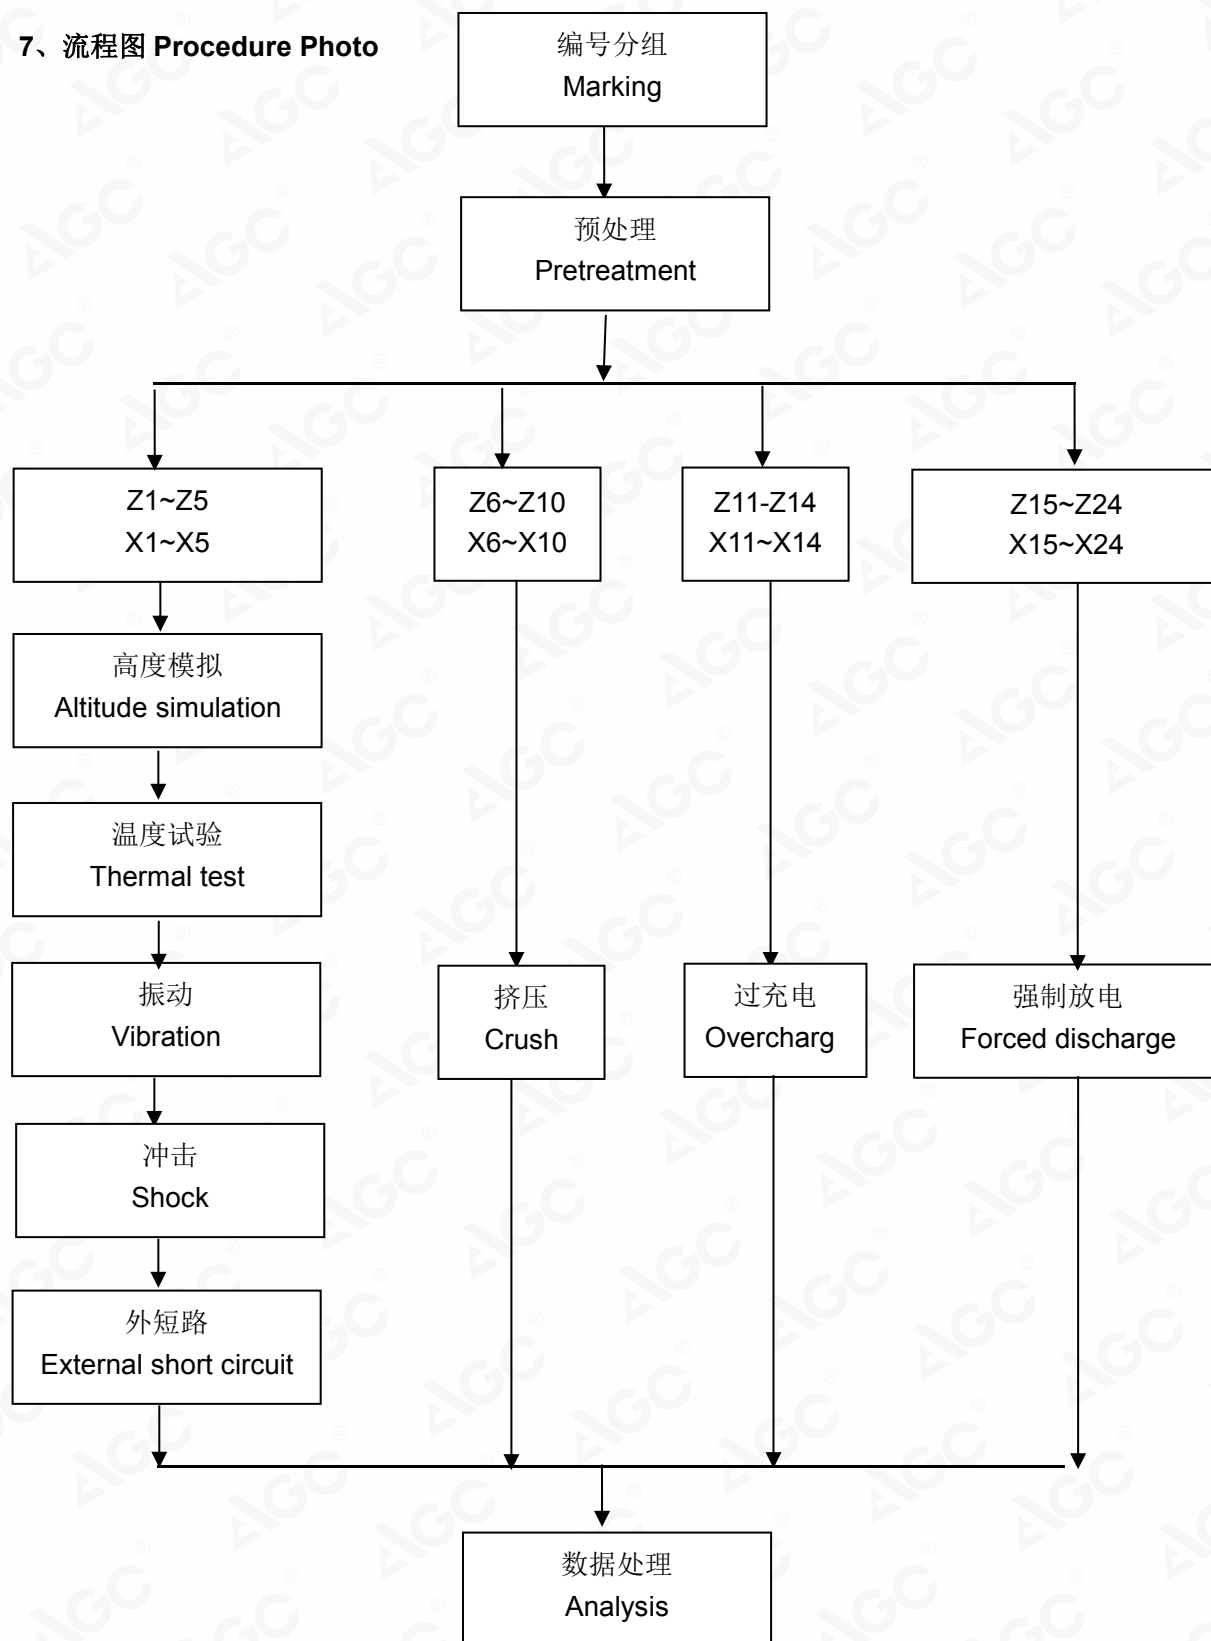 7、流程图 Procedure Photo
编号分组
Marking
预处理
Pretreatment
Z1~Z5
X1~X5
Z6~Z10
X6~X10
Z11-Z14
X11~X14
Z15~Z24
X15~X24
高度模拟
Altitude simulation
温度试验
Thermal test
振动
Vibration
挤压
Crush
过充电
Overcharg
强制放电
Forced discharge
冲击
Shock
外短路
External short circuit
数据处理
Analysis